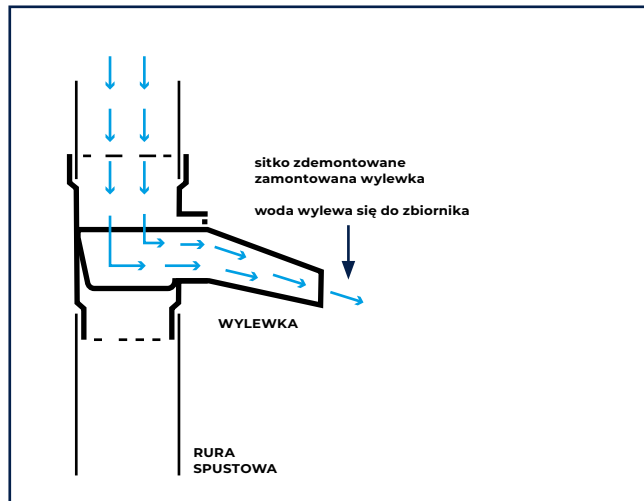 sitko zdemontowane
zamontowana wylewka
woda wylewa się do zbiornika
WYLEWKA
RURA
SPUSTOWA